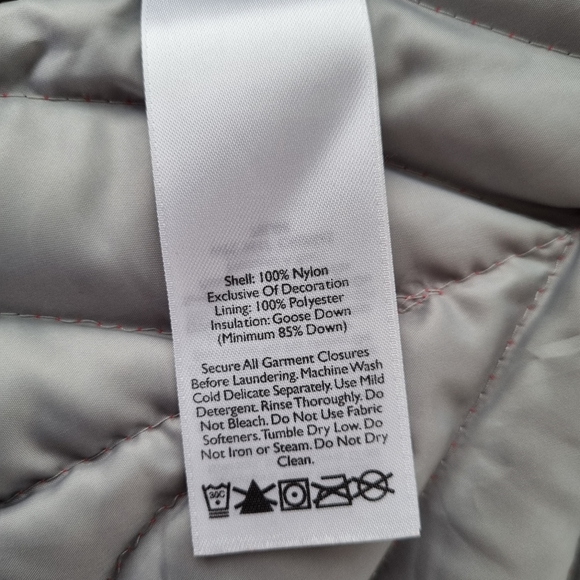 Shell: 100% Nylon
Exclusive Of Decoration
Lining: 100% Polyester
Insulation: Goose Down
(Minimum 85% Down)
Secure All Garment Closures
Before Laundering. Machine Wash
Cold Delicate Separately. Use Mild
Detergent. Rinse Thoroughly. Do
Not Bleach. Do Not Use Fabric
Softeners. Tumble Dry Low. Do
Not Iron or Steam. Do Not Dry
Clean.
30C